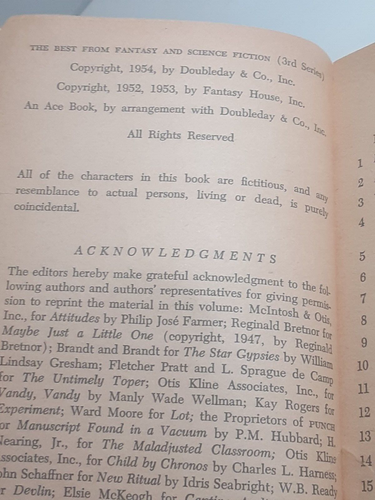 THE BEST FROM FANTASY AND SCIENCE FICTION (3rd Series)
Copyright, 1954, by Doubleday & Co., Inc.
Copyright, 1952, 1953, by Fantasy House, Inc.
An Ace Book, by arrangement with Doubleday & Co., Inc.
All Rights Reserved
All of the characters in this book are fictitious, and any
resemblance to actual persons, living or dead, is purely
coincidental.
ACKNOWLEDGMENTS
The editors hereby make grateful acknowledgment to the fol-
lowing authors and authors' representatives for giving permis-
sion to reprint the material in this volume: McIntosh & Otis,
Inc., for Attitudes by Philip José Farmer; Reginald Bretnor for
Maybe Just a Little One (copyright, 1947, by Reginald
Bretnor); Brandt and Brandt for The Star Gypsies by William
Lindsay Gresham; Fletcher Pratt and L. Sprague de Camp
for The Untimely Toper; Otis Kline Associates, Inc., for
Vandy, Vandy by Manly Wade Wellman; Kay Rogers for
Experiment; Ward Moore for Lot; the Proprietors of PUNCH
for Manuscript Found in a Vacuum by P.M. Hubbard; H.
Nearing, Jr., for The Maladjusted Classroom; Otis Kline
Associates, Inc., for Child by Chronos by Charles L. Harness;
John Schaffner for New Ritual by Idris Seabright; W.B. Ready
for Devlin; Elsie McKeogh for
1
2
3
4
5
6
7
8
9
10
11
12
13
14
15